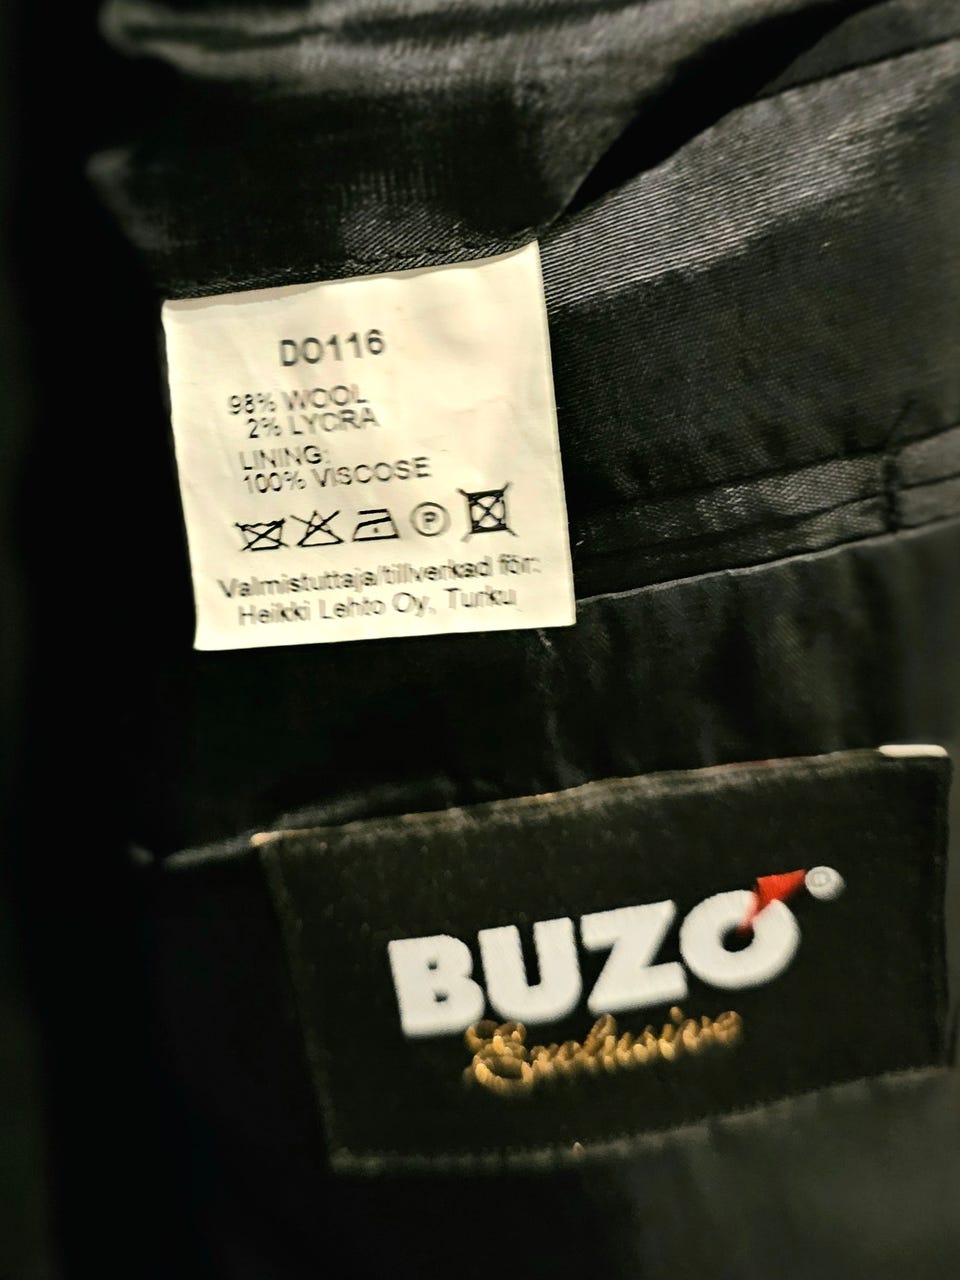 DO116
98% WOOL
2% LYCRA
LINING:
100% VISCOSE
P
Valmistuttaja/tillverkad för:
Heikki Lehto Oy, Turku
BUZO®
Exclusive